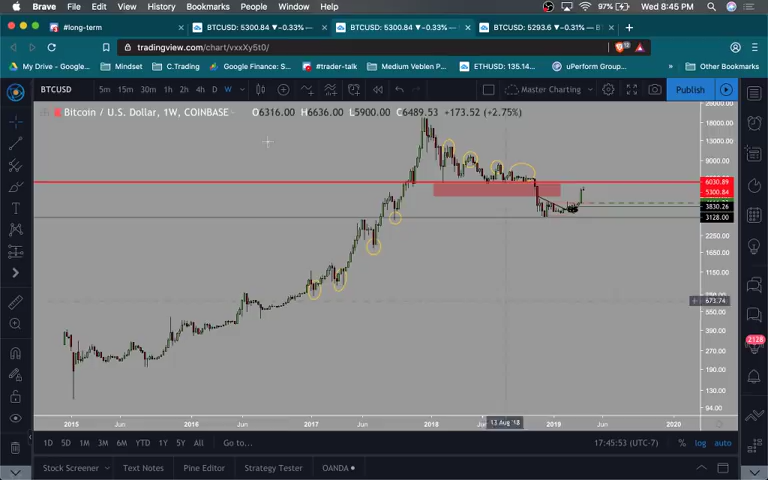 Brave File Edit View History Bookmarks People Window Help 97% Wed 8:45 PM
#long-term BTCUSD: 5300.84 ▼−0.33% BTCUSD: 5300.84 ▼−0.33% BTCUSD: 5293.6 ▼−0.31%
tradingview.com/chart/vxxXy5t0/
My Drive – Googl... Mindset C.Trading Google Finance: S... #trader-talk Medium Veblen P... ETHUSD: 135.14... uPerform Group... Other Bookmarks
BTCUSD 5m 15m 30m 1h 2h 4h D W Master Charting Publish
Bitcoin / U.S. Dollar, 1W, COINBASE O6316.00 H6636.00 L5900.00 C6489.53 +173.52 (+2.75%)
18000.00
13000.00
9000.00
6030.89
5300.84
3830.26
3128.00
2250.00
1650.00
1150.00
673.74
550.00
390.00
270.00
190.00
130.00
94.00
2128
2015 Jun 2016 Jun 2017 Jun 2018 13 Aug '18 2019 Jun 2020
1D 5D 1M 3M 6M YTD 1Y 5Y All Go to... 17:45:53 (UTC-7) % log auto
Stock Screener Text Notes Pine Editor Strategy Tester OANDA